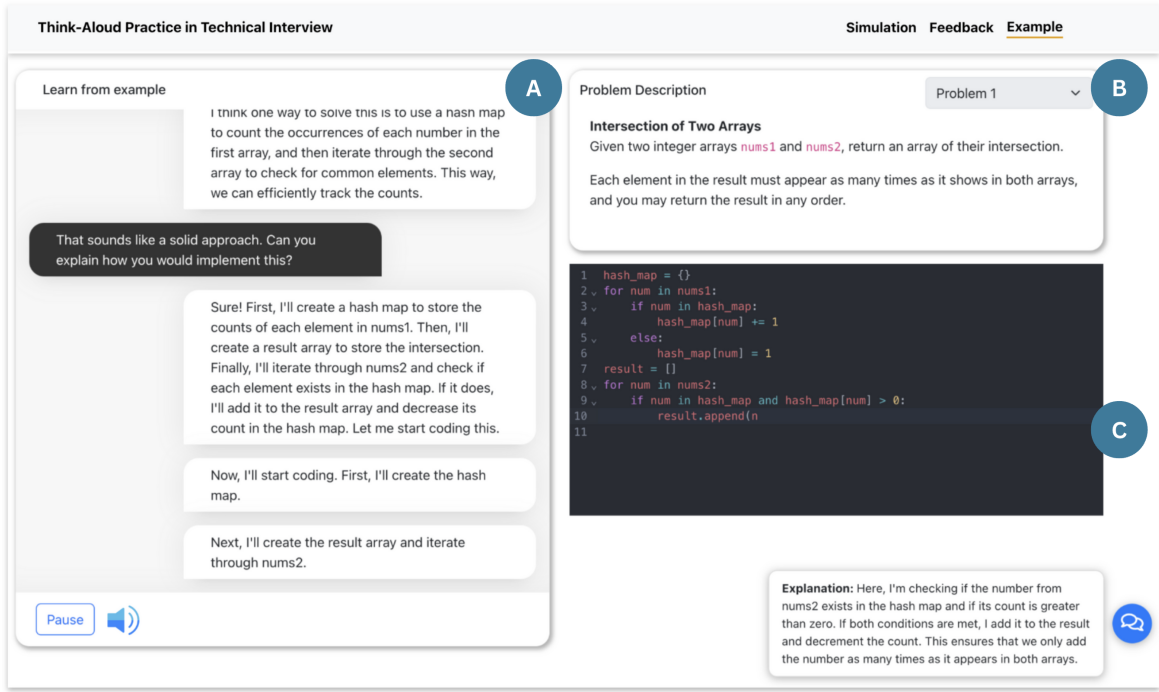 Think-Aloud Practice in Technical Interview
Simulation Feedback Example
Learn from example
A
I think one way to solve this is to use a hash map
to count the occurrences of each number in the
first array, and then iterate through the second
array to check for common elements. This way,
we can efficiently track the counts.
That sounds like a solid approach. Can you
explain how you would implement this?
Sure! First, I'll create a hash map to store the
counts of each element in nums1. Then, I'll
create a result array to store the intersection.
Finally, I'll iterate through nums2 and check if
each element exists in the hash map. If it does,
I'll add it to the result array and decrease its
count in the hash map. Let me start coding this.
Now, I'll start coding. First, I'll create the hash
map.
Next, I'll create the result array and iterate
through nums2.
Pause
Problem Description
Problem 1
B
Intersection of Two Arrays
Given two integer arrays nums1 and nums2, return an array of their intersection.
Each element in the result must appear as many times as it shows in both arrays,
and you may return the result in any order.
1 hash_map = {}
2 for num in nums1:
3 if num in hash_map:
4 hash_map[num] += 1
5 else:
6 hash_map[num] = 1
7 result = []
8 for num in nums2:
9 if num in hash_map and hash_map[num] > 0:
10 result.append(n
11
C
Explanation: Here, I'm checking if the number from
nums2 exists in the hash map and if its count is greater
than zero. If both conditions are met, I add it to the result
and decrement the count. This ensures that we only add
the number as many times as it appears in both arrays.